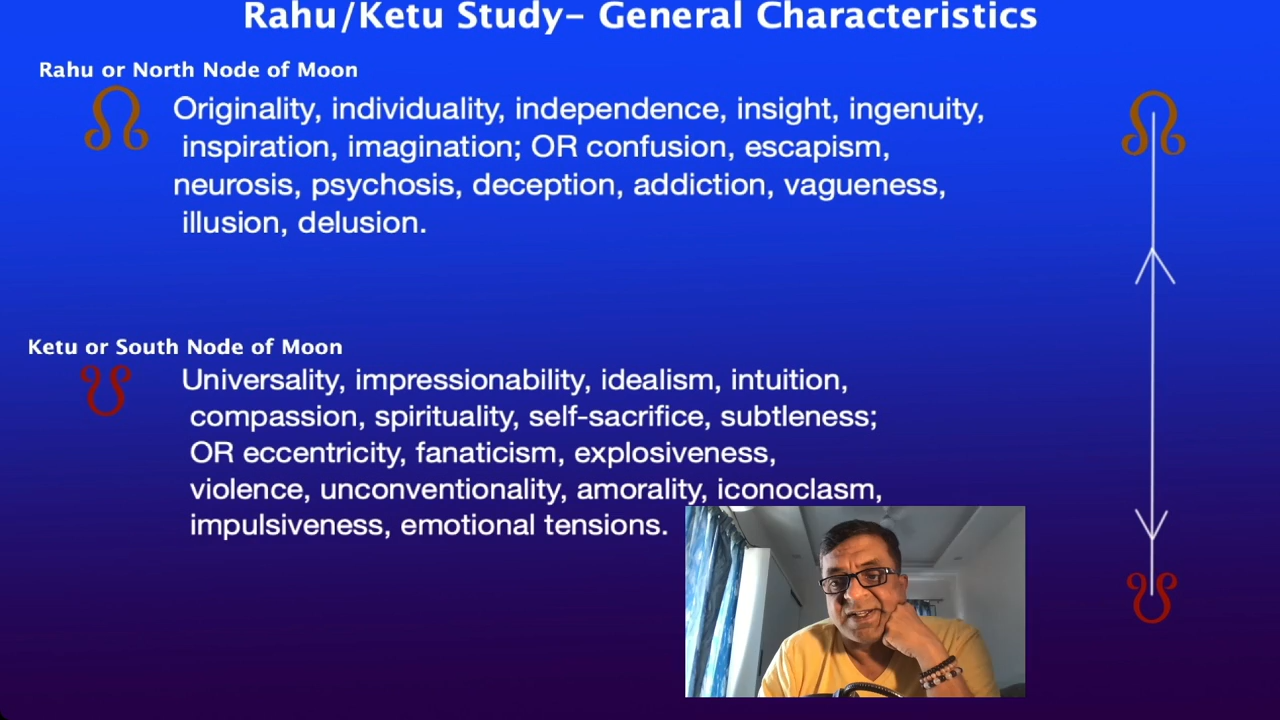 Rahu/Ketu Study– General Characteristics
Rahu or North Node of Moon
Originality, individuality, independence, insight, ingenuity,
inspiration, imagination; OR confusion, escapism,
neurosis, psychosis, deception, addiction, vagueness,
illusion, delusion.
Ketu or South Node of Moon
Universality, impressionability, idealism, intuition,
compassion, spirituality, self-sacrifice, subtleness;
OR eccentricity, fanaticism, explosiveness,
violence, unconventionality, amorality, iconoclasm,
impulsiveness, emotional tensions.